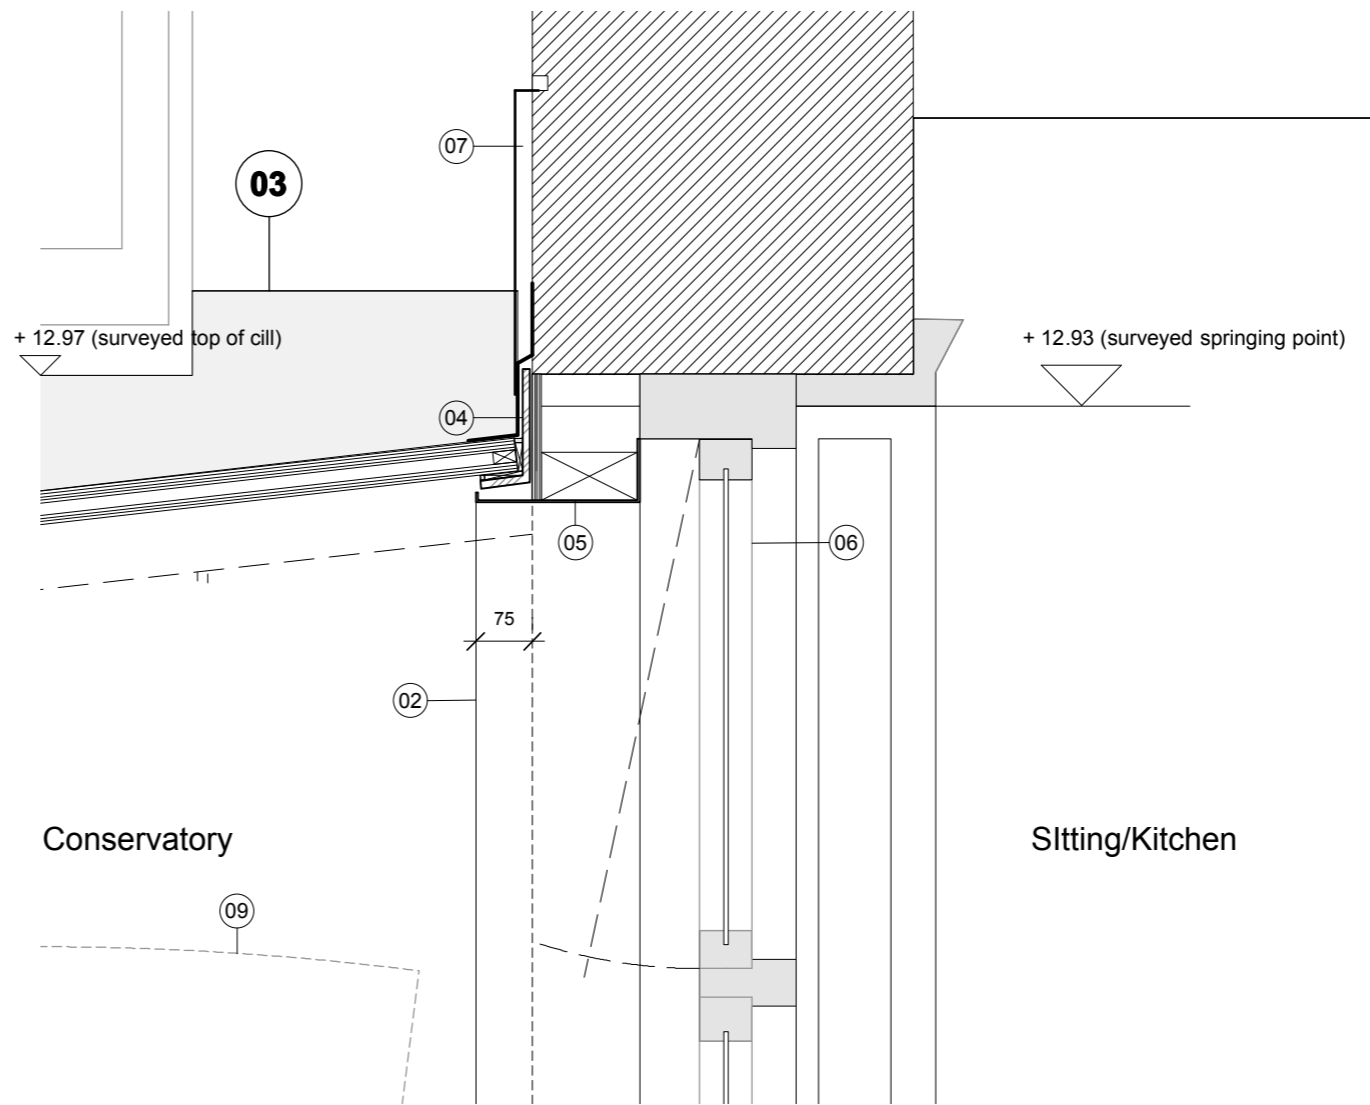 07
03
+ 12.97 (surveyed top of cill)
+ 12.93 (surveyed springing point)
04
05
06
75
02
Conservatory
SItting/Kitchen
09